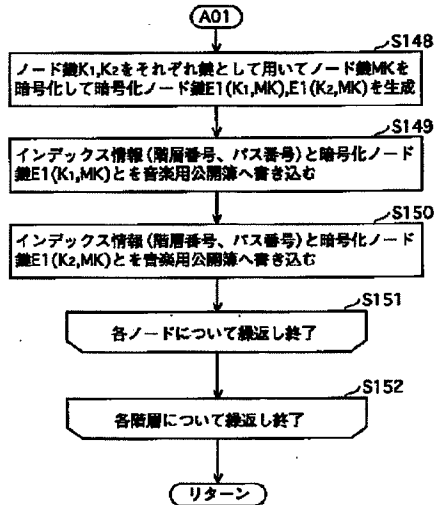 A01
S148
ノード鍵K1,K2をそれぞれ鍵として用いてノード鍵MKを
暗号化して暗号化ノード鍵E1(K1,MK),E1(K2,MK)を生成
S149
インデックス情報(階層番号、パス番号)と暗号化ノード
鍵E1(K1,MK)とを音楽用公開簿へ書き込む
S150
インデックス情報(階層番号、パス番号)と暗号化ノード
鍵E1(K2,MK)とを音楽用公開簿へ書き込む
S151
各ノードについて繰返し終了
S152
各階層について繰返し終了
リターン